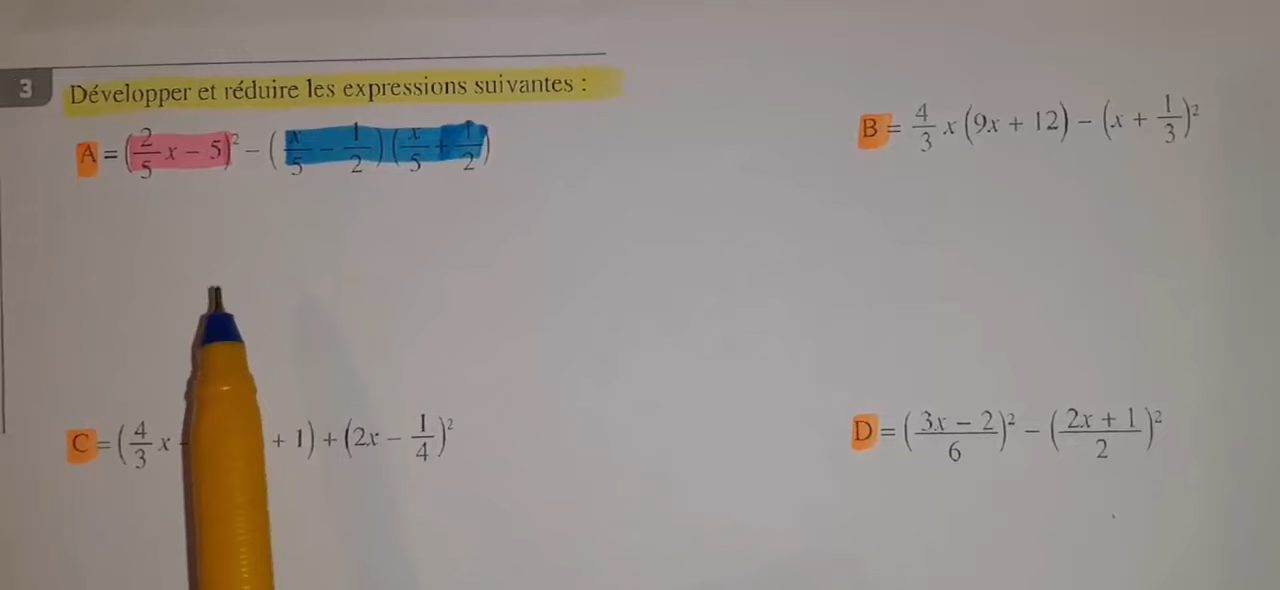 3 Développer et réduire les expressions suivantes :
A = (2/5 x − 5)² − (x/5 − 1/2)(x/5 + 1/2)
B = 4/3 x (9x + 12) − (x + 1/3)²
C = (4/3 x + 1) + (2x − 1/4)²
D = ((3x − 2)/6)² − ((2x + 1)/2)²